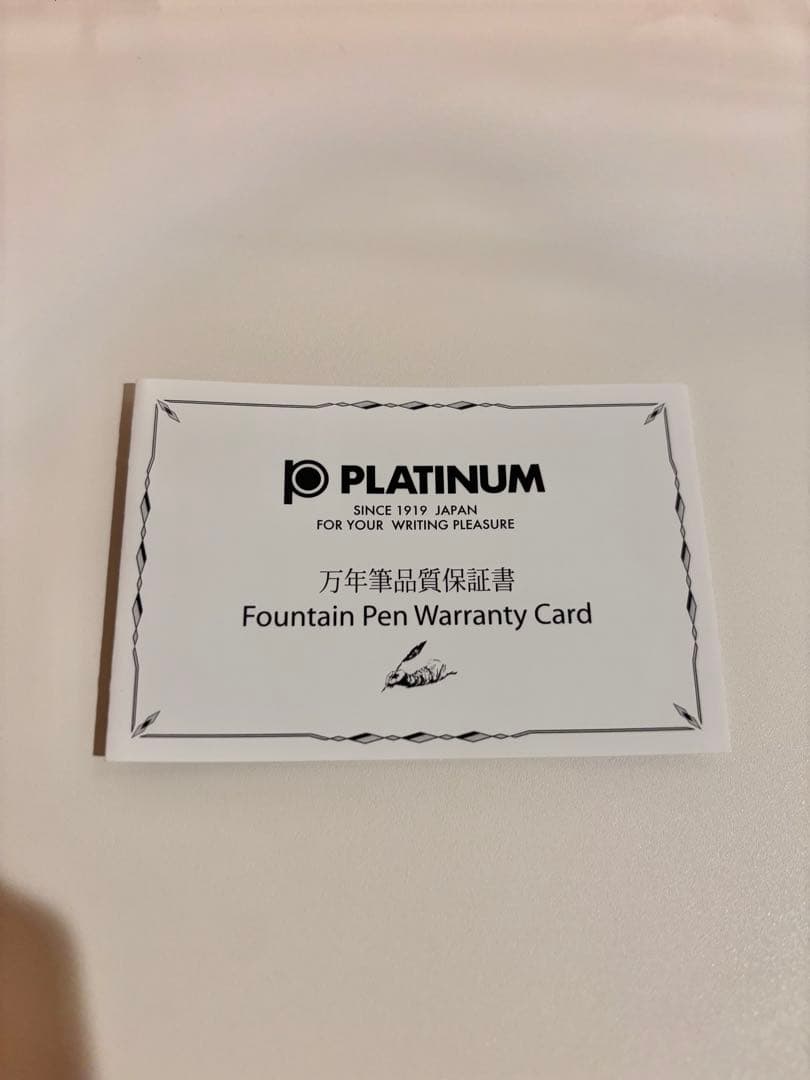 PLATINUM
SINCE 1919 JAPAN
FOR YOUR WRITING PLEASURE
万年筆品質保証書
Fountain Pen Warranty Card